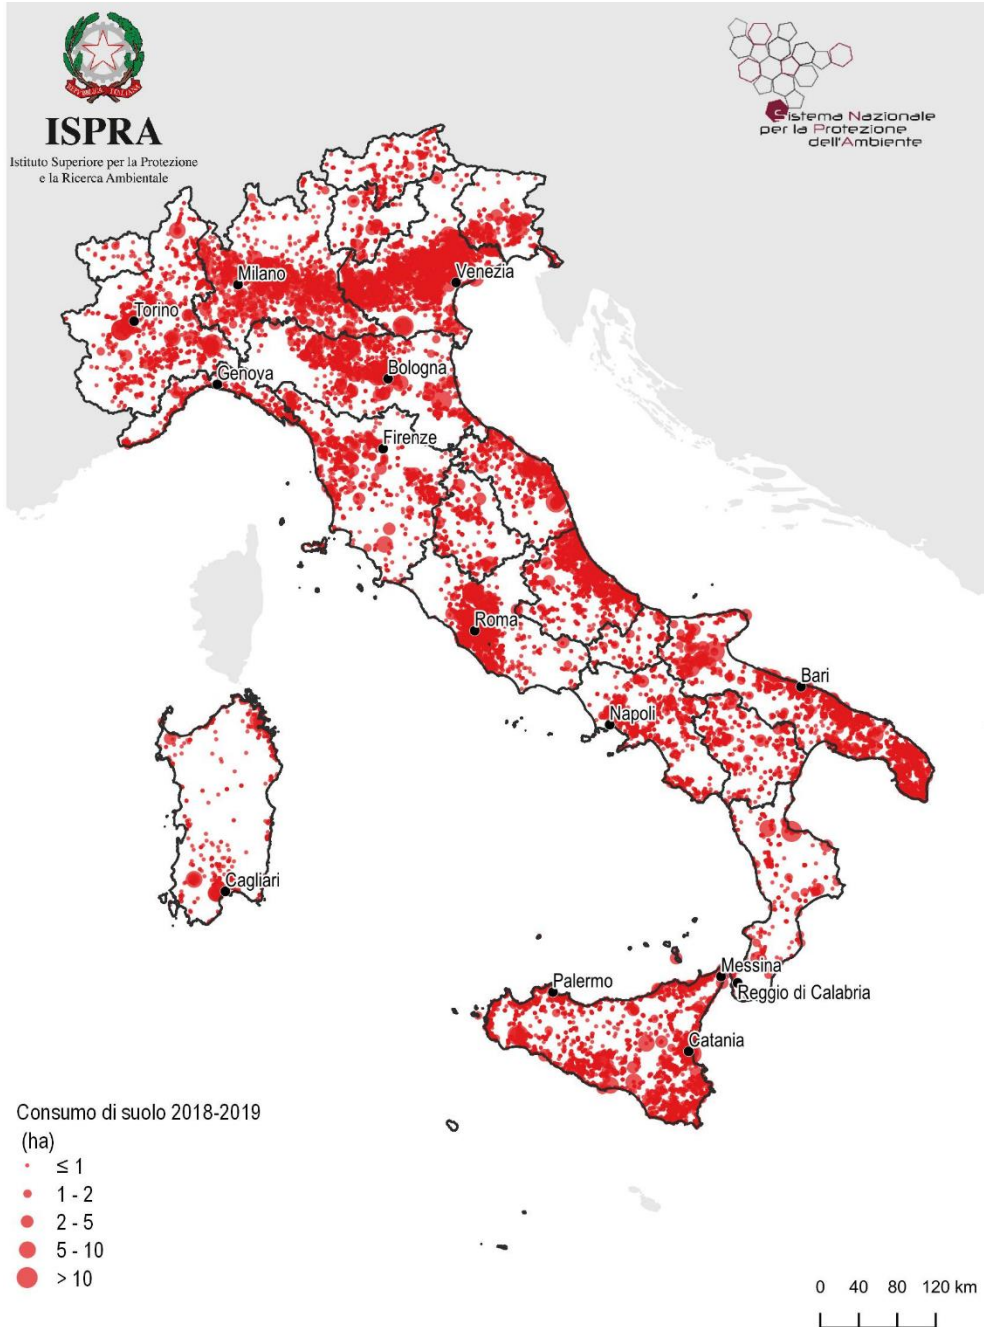 REPVBBLICA ITALIANA
ISPRA
Istituto Superiore per la Protezione
e la Ricerca Ambientale
Sistema Nazionale
per la Protezione
dell'Ambiente
Milano
Venezia
Torino
Genova
Bologna
Firenze
Roma
Bari
Napoli
Cagliari
Messina
Palermo
Reggio di Calabria
Catania
Consumo di suolo 2018-2019
(ha)
≤ 1
1 - 2
2 - 5
5 - 10
> 10
0 40 80 120 km